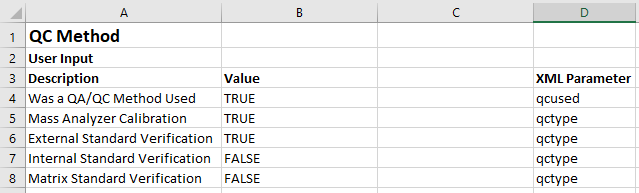 A B C D
1 QC Method
2 User Input
3 Description Value XML Parameter
4 Was a QA/QC Method Used TRUE qcused
5 Mass Analyzer Calibration TRUE qctype
6 External Standard Verification TRUE qctype
7 Internal Standard Verification FALSE qctype
8 Matrix Standard Verification FALSE qctype